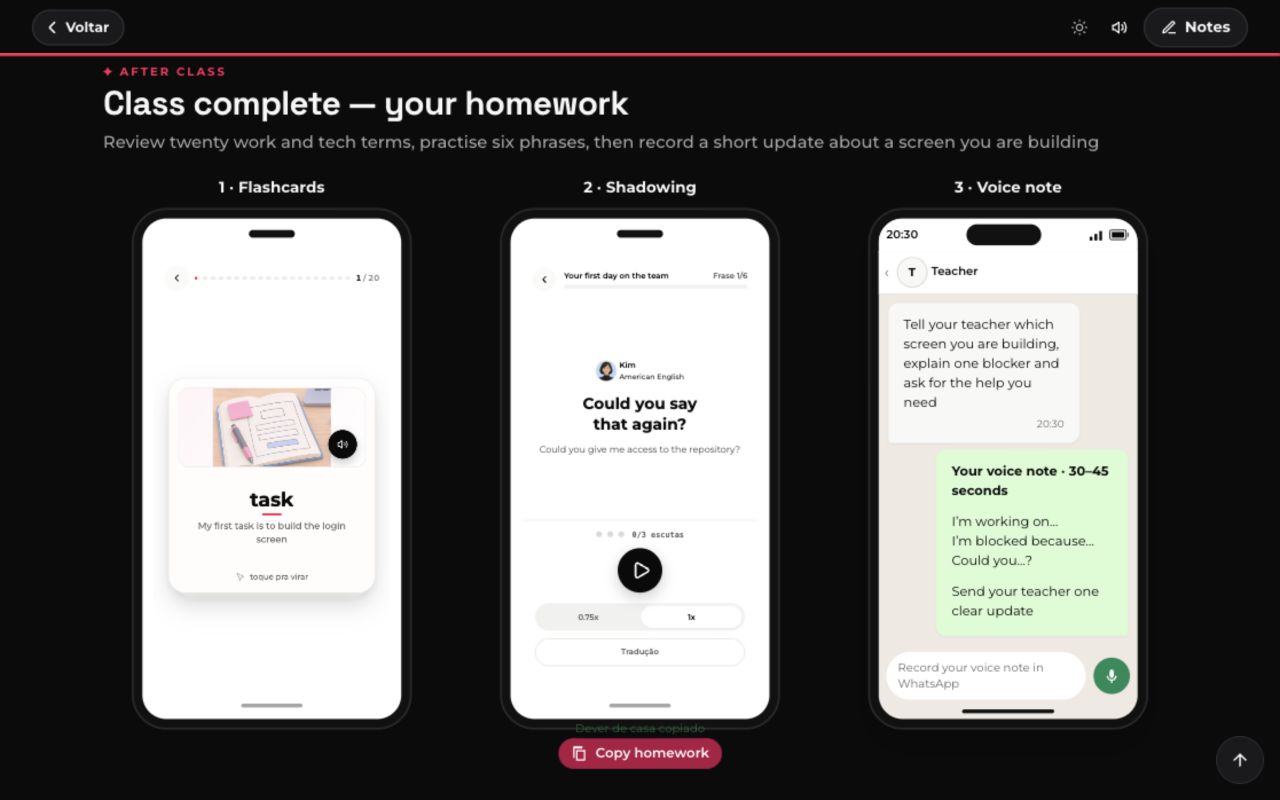 Voltar
Notes
AFTER CLASS
Class complete — your homework
Review twenty work and tech terms, practise six phrases, then record a short update about a screen you are building
1 · Flashcards
1 / 20
task
My first task is to build the login
screen
toque pra virar
2 · Shadowing
Your first day on the team
Frase 1/6
Kim
American English
Could you say
that again?
Could you give me access to the repository?
0/3 escutas
0.75x
1x
Tradução
3 · Voice note
20:30
T
Teacher
Tell your teacher which
screen you are building,
explain one blocker and
ask for the help you
need
20:30
Your voice note · 30–45
seconds
I'm working on...
I'm blocked because...
Could you...?
Send your teacher one
clear update
Record your voice note in
WhatsApp
Dever de casa copiado
Copy homework